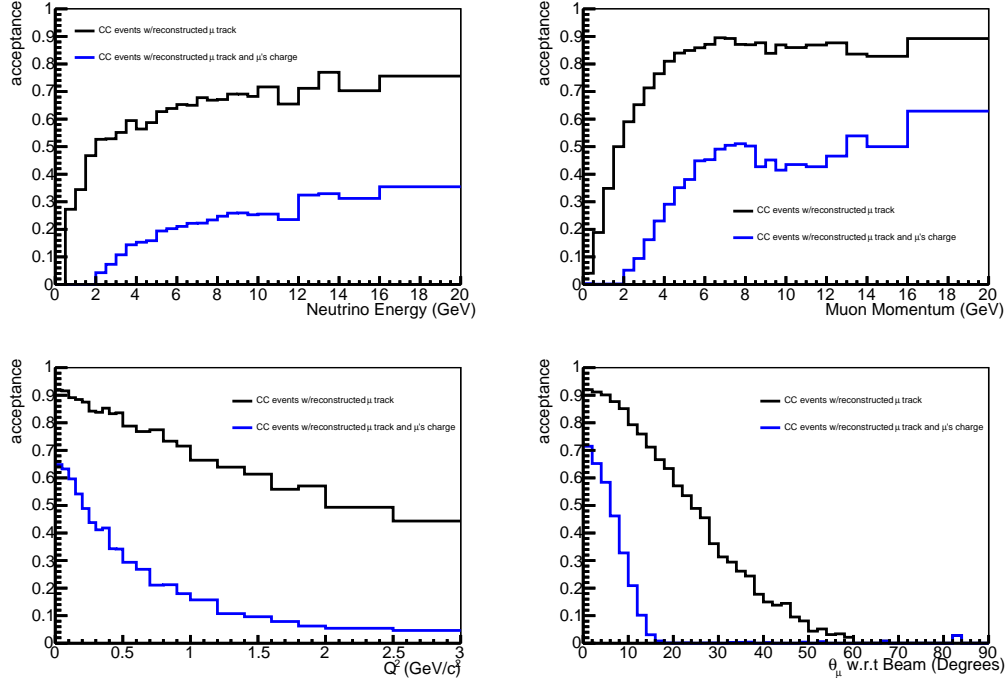 acceptance
1
0.9
0.8
0.7
0.6
0.5
0.4
0.3
0.2
0.1
0
CC events w/reconstructed μ track
CC events w/reconstructed μ track and μ's charge
0 2 4 6 8 10 12 14 16 18 20
Neutrino Energy (GeV)
acceptance
1
0.9
0.8
0.7
0.6
0.5
0.4
0.3
0.2
0.1
0
CC events w/reconstructed μ track
CC events w/reconstructed μ track and μ's charge
0 2 4 6 8 10 12 14 16 18 20
Muon Momentum (GeV)
acceptance
1
0.9
0.8
0.7
0.6
0.5
0.4
0.3
0.2
0.1
0
CC events w/reconstructed μ track
CC events w/reconstructed μ track and μ's charge
0 0.5 1 1.5 2 2.5 3
Q² (GeV/c)²
acceptance
1
0.9
0.8
0.7
0.6
0.5
0.4
0.3
0.2
0.1
0
CC events w/reconstructed μ track
CC events w/reconstructed μ track and μ's charge
0 10 20 30 40 50 60 70 80 90
θμ w.r.t Beam (Degrees)